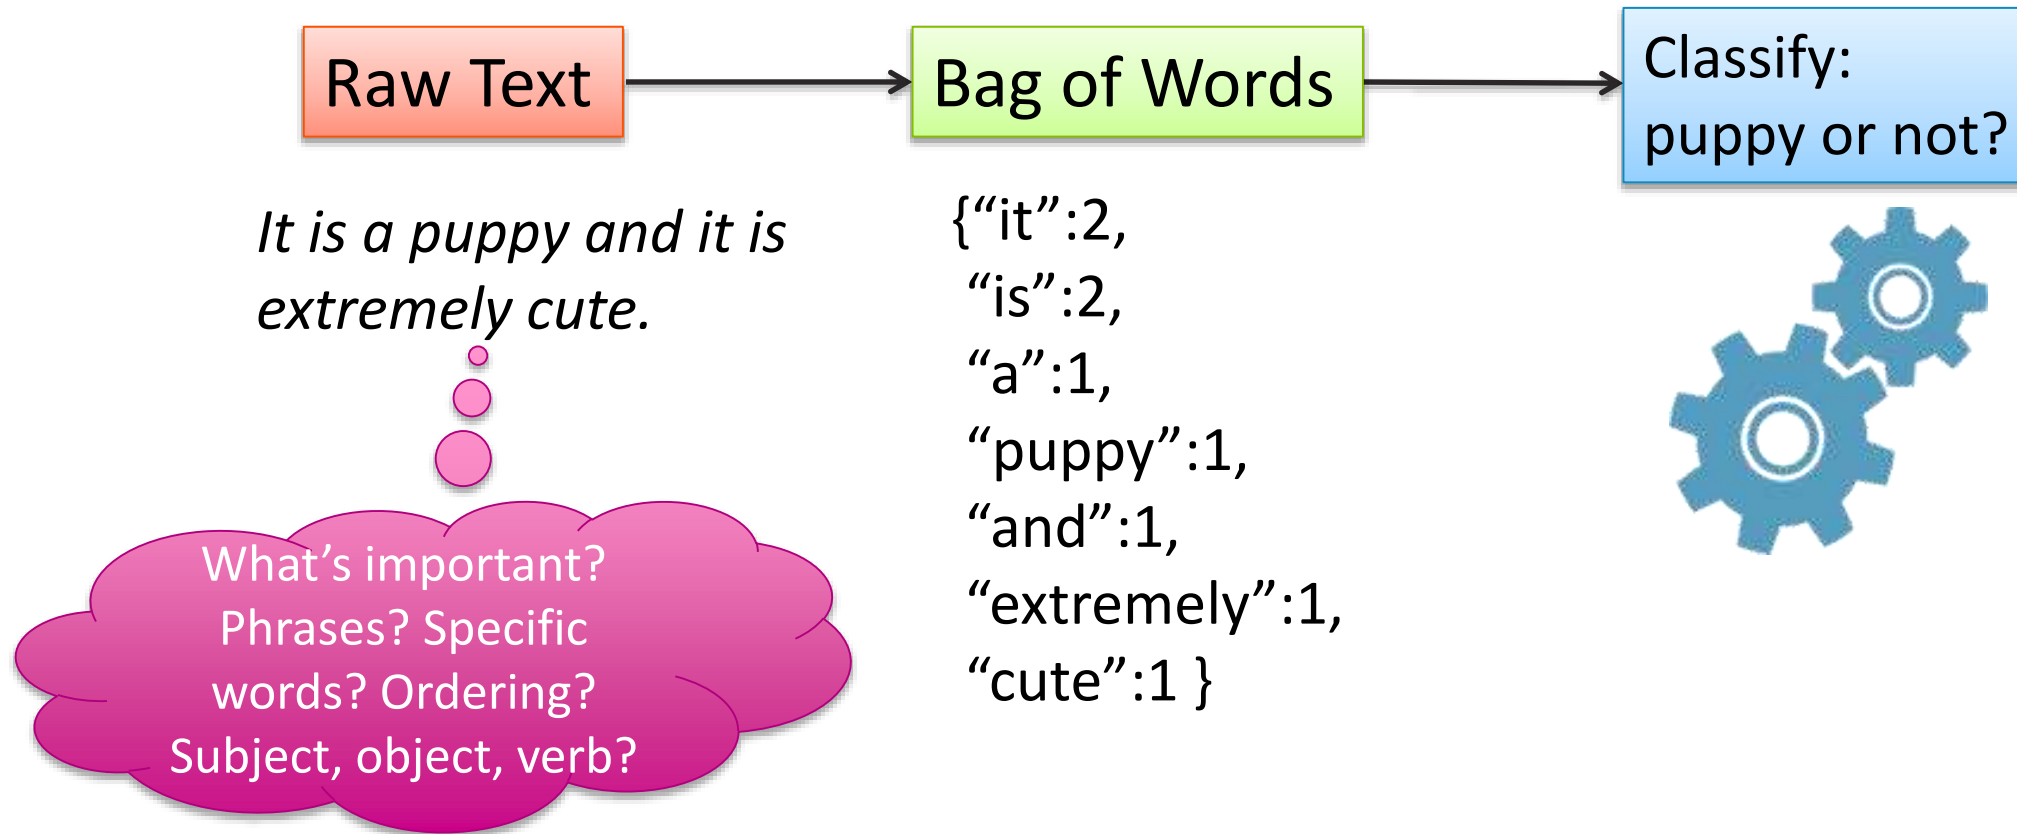 Raw Text
Bag of Words
Classify:
puppy or not?
It is a puppy and it is
extremely cute.
{“it”:2,
“is”:2,
“a”:1,
“puppy”:1,
“and”:1,
“extremely”:1,
“cute”:1 }
What’s important?
Phrases? Specific
words? Ordering?
Subject, object, verb?